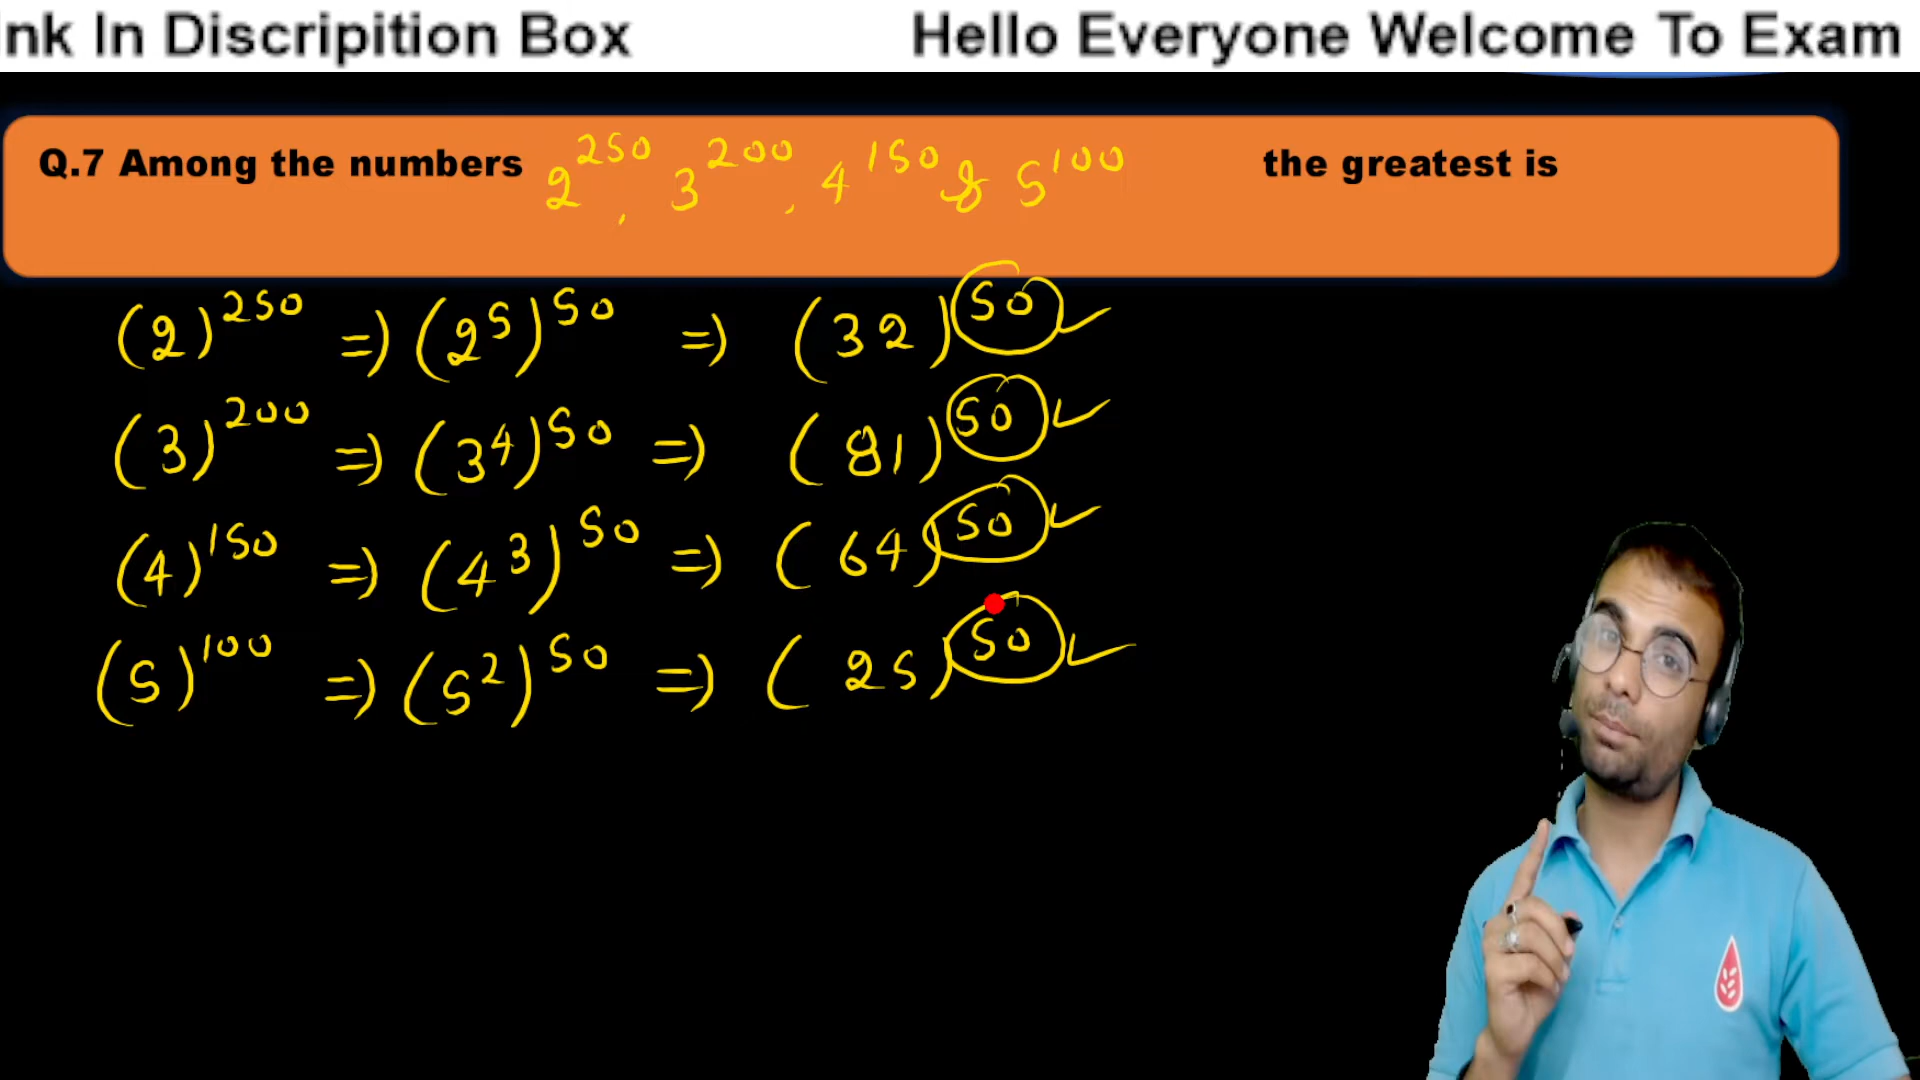 nk In Discripition Box Hello Everyone Welcome To Exam
Q.7 Among the numbers 2^250, 3^200, 4^150 & 5^100 the greatest is
(2)^250 => (2^5)^50 => (32)^50 ✓
(3)^200 => (3^4)^50 => (81)^50 ✓
(4)^150 => (4^3)^50 => (64)^50 ✓
(5)^100 => (5^2)^50 => (25)^50 ✓